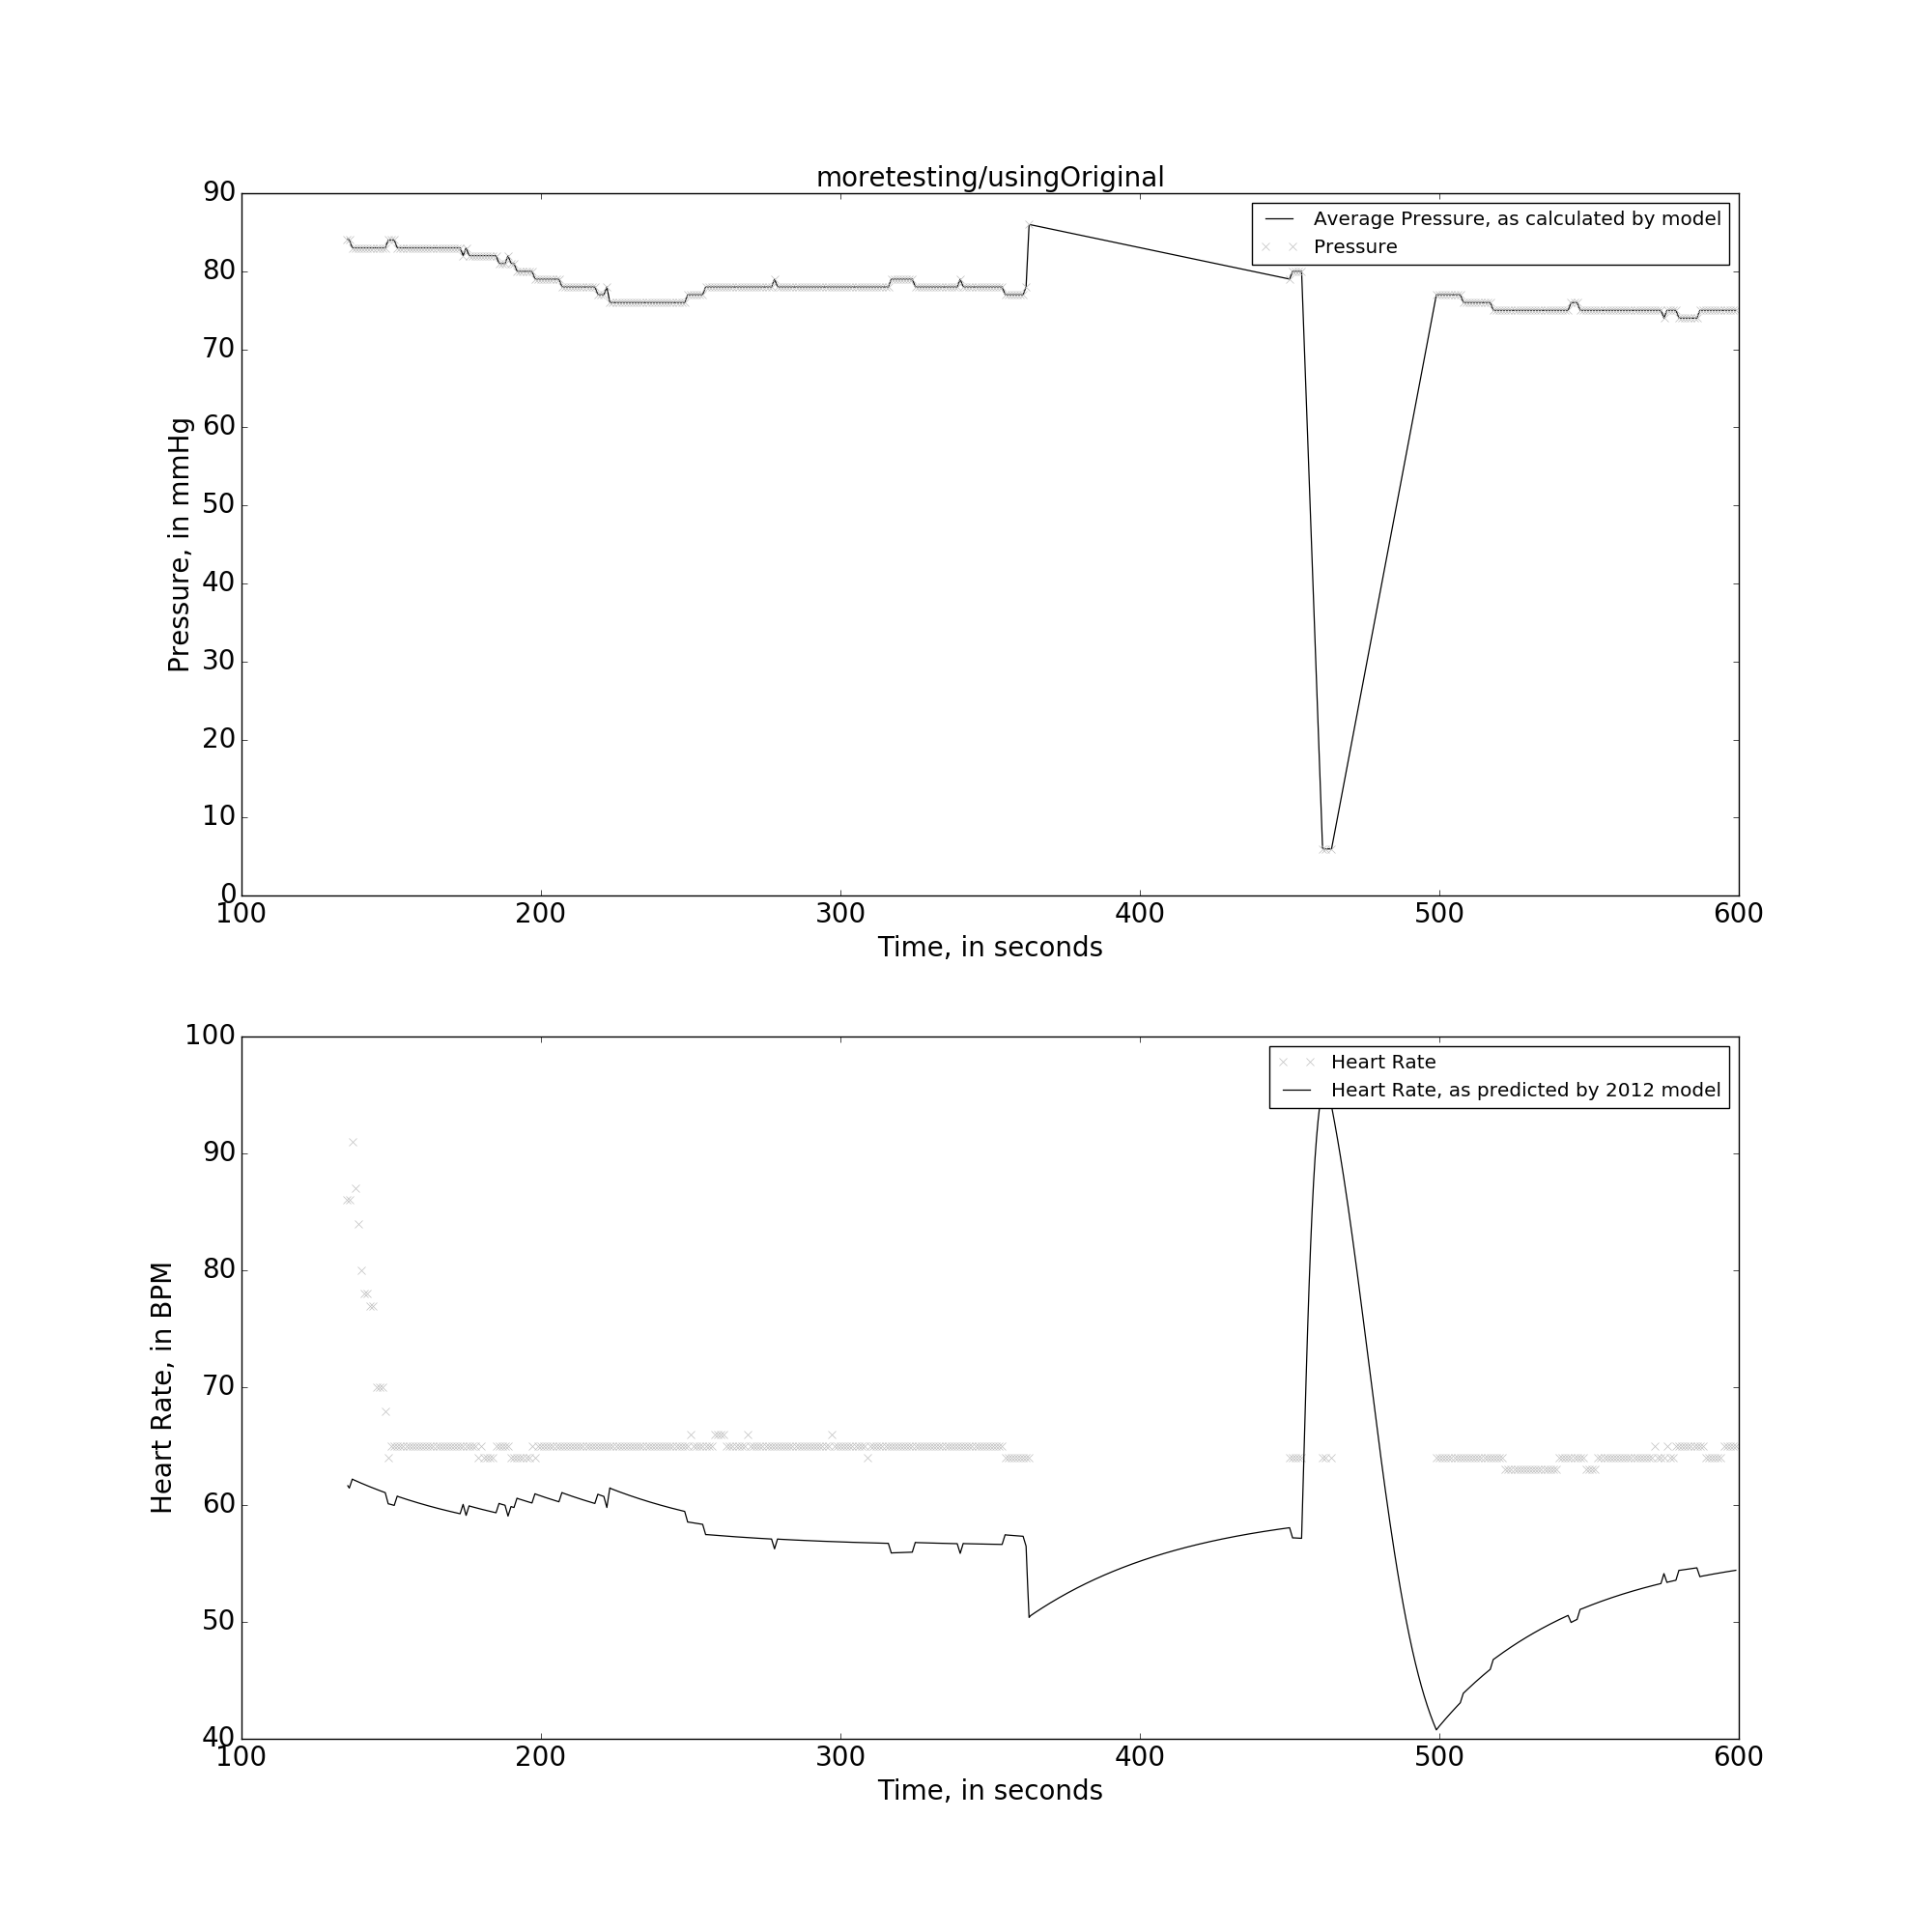 moretesting/usingOriginal
90
80
70
60
50
40
30
20
10
0
Pressure, in mmHg
Average Pressure, as calculated by model
Pressure
100 200 300 400 500 600
Time, in seconds
100
90
80
70
60
50
40
Heart Rate, in BPM
Heart Rate
Heart Rate, as predicted by 2012 model
100 200 300 400 500 600
Time, in seconds